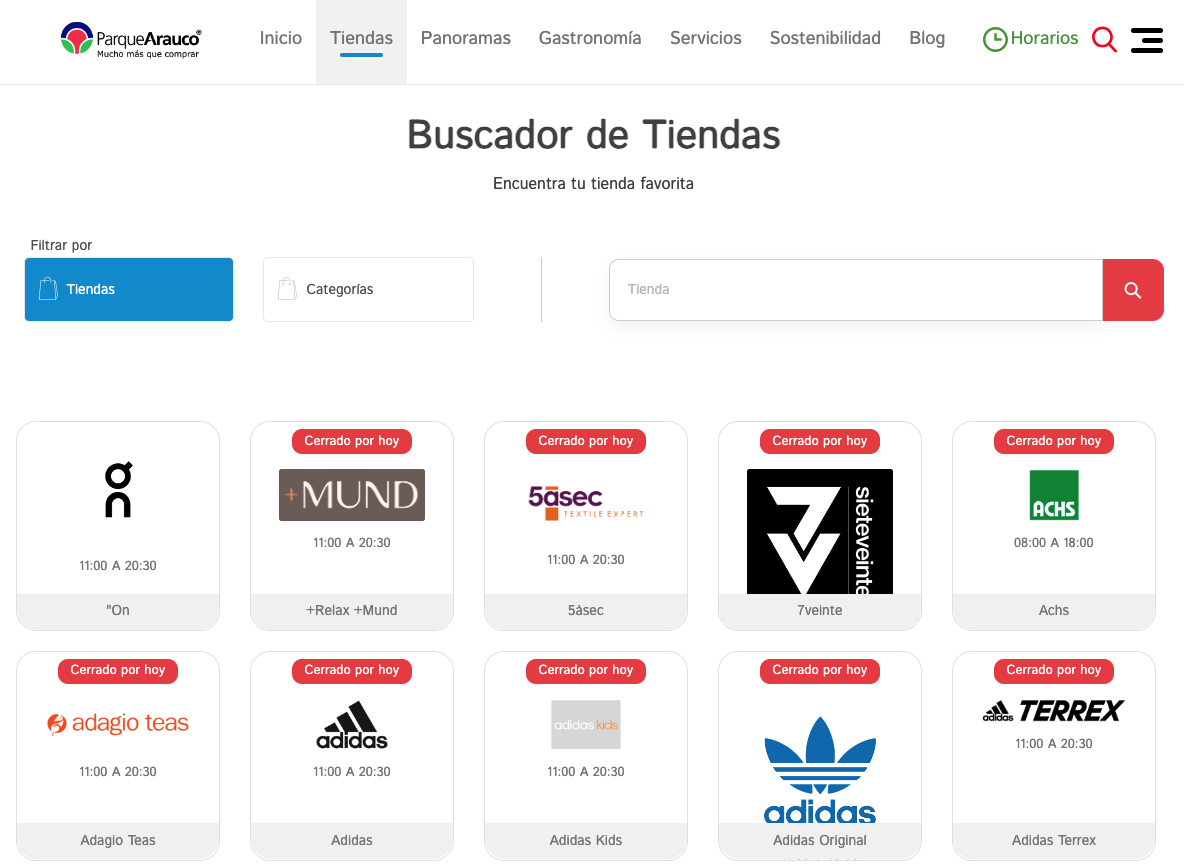 ParqueArauco®
Mucho más que comprar
Inicio
Tiendas
Panoramas
Gastronomía
Servicios
Sostenibilidad
Blog
Horarios
Buscador de Tiendas
Encuentra tu tienda favorita
Filtrar por
Tiendas
Categorías
Tienda
on
11:00 A 20:30
"On
Cerrado por hoy
+MUND
11:00 A 20:30
+Relax +Mund
Cerrado por hoy
5àsec
TEXTILE EXPERT
11:00 A 20:30
5àsec
Cerrado por hoy
7V
sieteveinte
7veinte
Cerrado por hoy
ACHS
08:00 A 18:00
Achs
Cerrado por hoy
adagio teas
11:00 A 20:30
Adagio Teas
Cerrado por hoy
adidas
11:00 A 20:30
Adidas
Cerrado por hoy
adidas kids
11:00 A 20:30
Adidas Kids
Cerrado por hoy
adidas
Adidas Original
Cerrado por hoy
adidas TERREX
11:00 A 20:30
Adidas Terrex